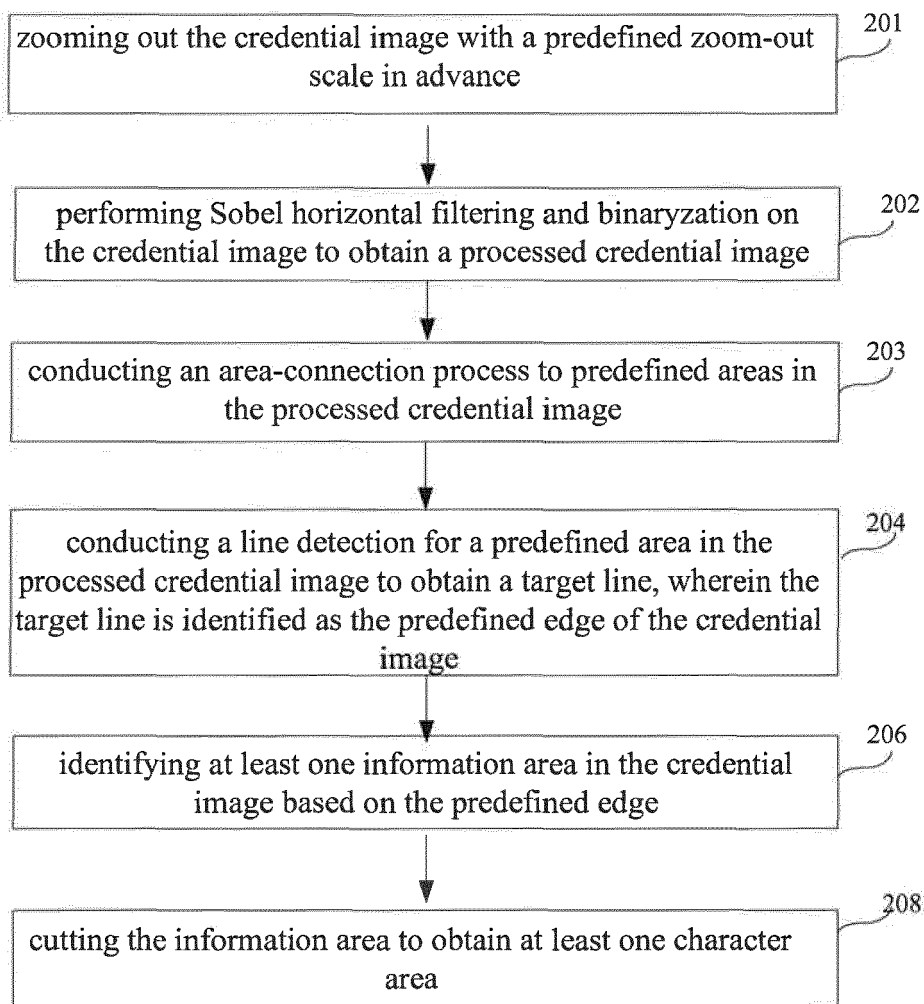 zooming out the credential image with a predefined zoom-out
scale in advance
201
performing Sobel horizontal filtering and binaryzation on
the credential image to obtain a processed credential image
202
conducting an area-connection process to predefined areas in
the processed credential image
203
conducting a line detection for a predefined area in the
processed credential image to obtain a target line, wherein the
target line is identified as the predefined edge of the credential
image
204
identifying at least one information area in the credential
image based on the predefined edge
206
cutting the information area to obtain at least one character
area
208